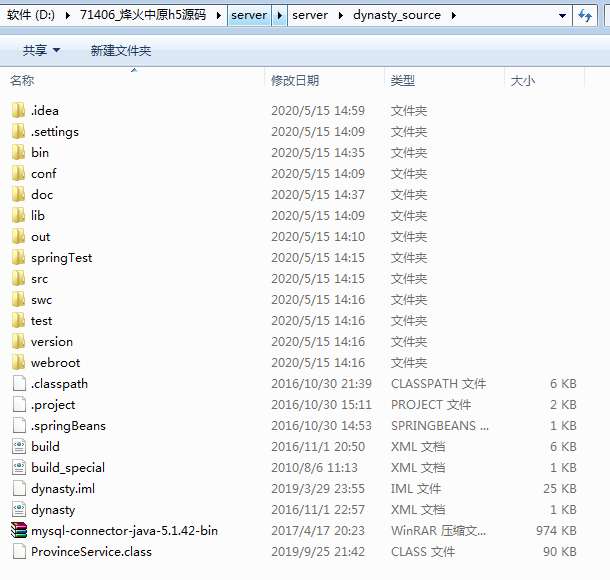 软件 (D:) 71406_烽火中原h5源码 server server dynasty_source
共享 新建文件夹
名称 修改日期 类型 大小
.idea 2020/5/15 14:59 文件夹
.settings 2020/5/15 14:09 文件夹
bin 2020/5/15 14:35 文件夹
conf 2020/5/15 14:09 文件夹
doc 2020/5/15 14:37 文件夹
lib 2020/5/15 14:09 文件夹
out 2020/5/15 14:10 文件夹
springTest 2020/5/15 14:15 文件夹
src 2020/5/15 14:15 文件夹
swc 2020/5/15 14:16 文件夹
test 2020/5/15 14:16 文件夹
version 2020/5/15 14:16 文件夹
webroot 2020/5/15 14:16 文件夹
.classpath 2016/10/30 21:39 CLASSPATH 文件 6 KB
.project 2016/10/30 15:11 PROJECT 文件 2 KB
.springBeans 2016/10/30 14:53 SPRINGBEANS ... 1 KB
build 2016/11/1 20:50 XML 文档 6 KB
build_special 2010/8/6 11:13 XML 文档 1 KB
dynasty.iml 2019/3/29 23:55 IML 文件 25 KB
dynasty 2016/11/1 22:57 XML 文档 9 KB
mysql-connector-java-5.1.42-bin 2017/4/17 20:23 WinRAR 压缩文... 974 KB
ProvinceService.class 2019/9/25 21:42 CLASS 文件 90 KB